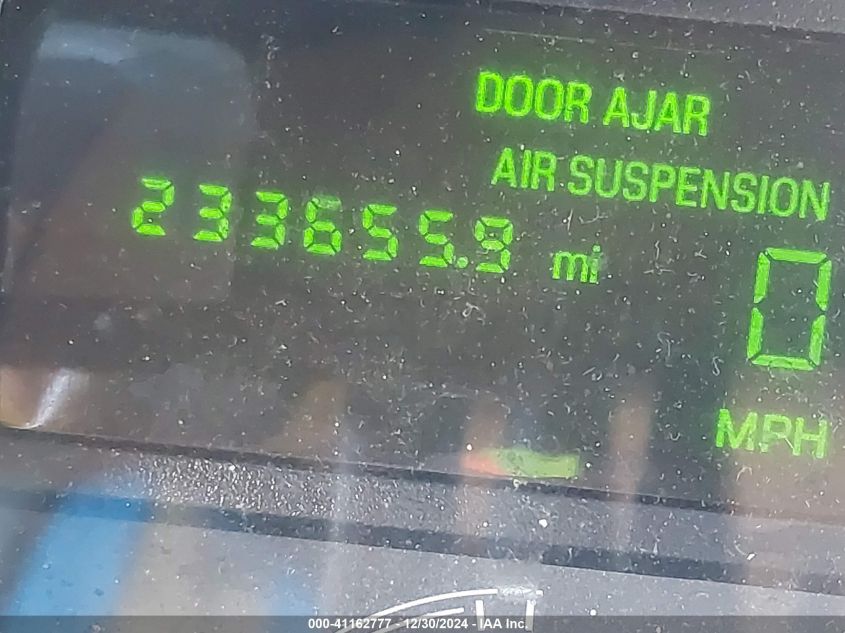 DOOR AJAR
AIR SUSPENSION
233655.9 mi
0
MPH
000-41162777 - 12/30/2024 - IAA Inc.